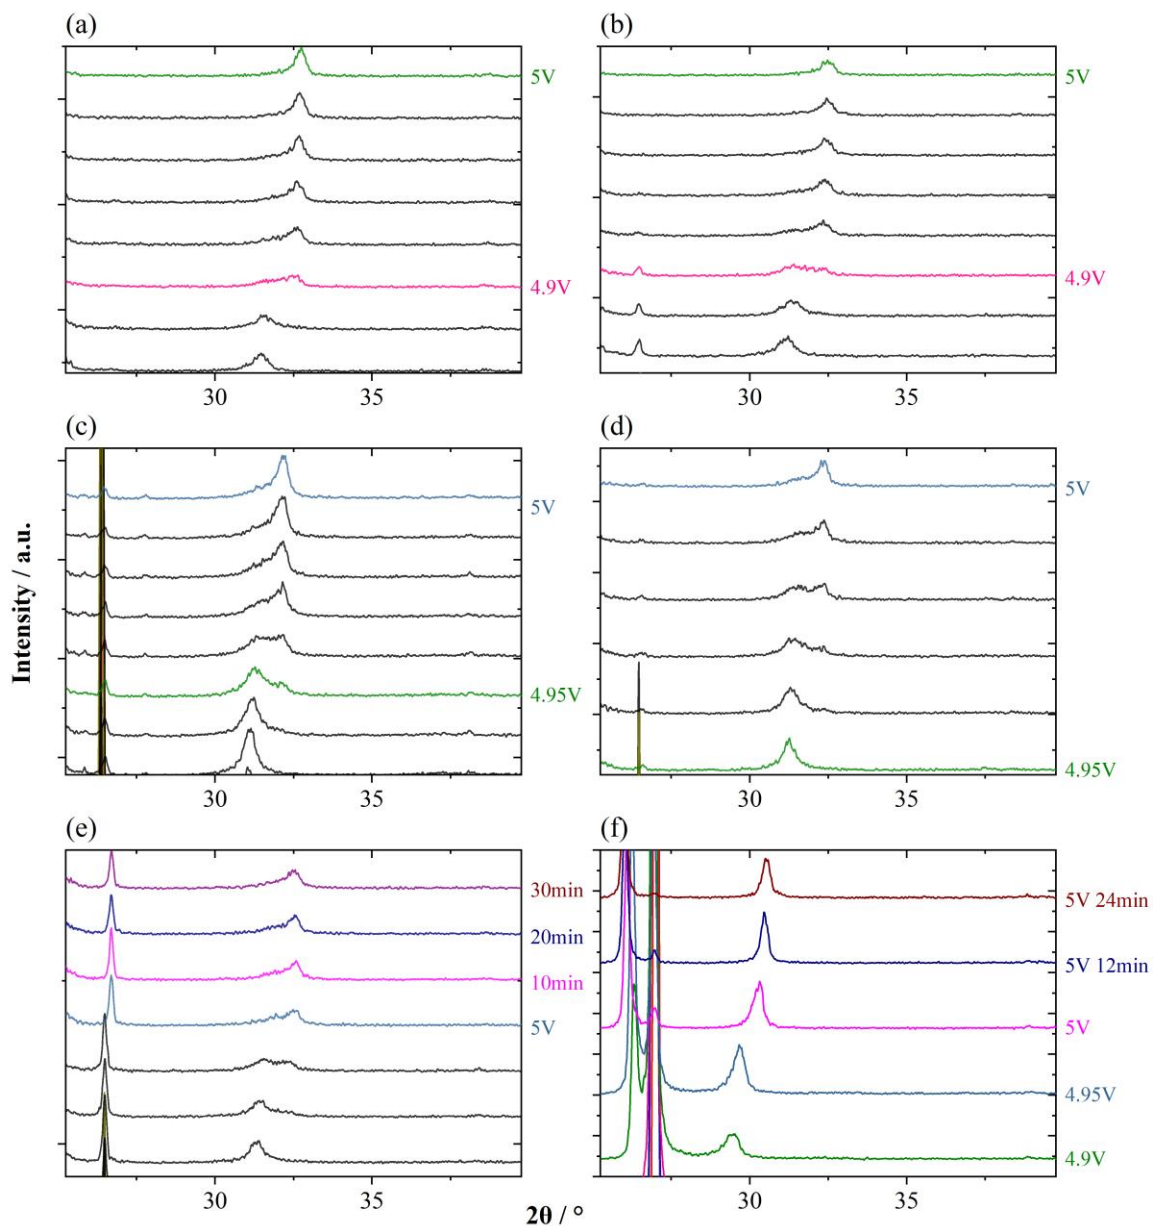 (a)
5V
4.9V
30
35
(b)
5V
4.9V
30
35
(c)
5V
4.95V
30
35
(d)
5V
4.95V
30
35
(e)
30min
20min
10min
5V
30
35
(f)
5V 24min
5V 12min
5V
4.95V
4.9V
30
35
Intensity / a.u.
2θ / °